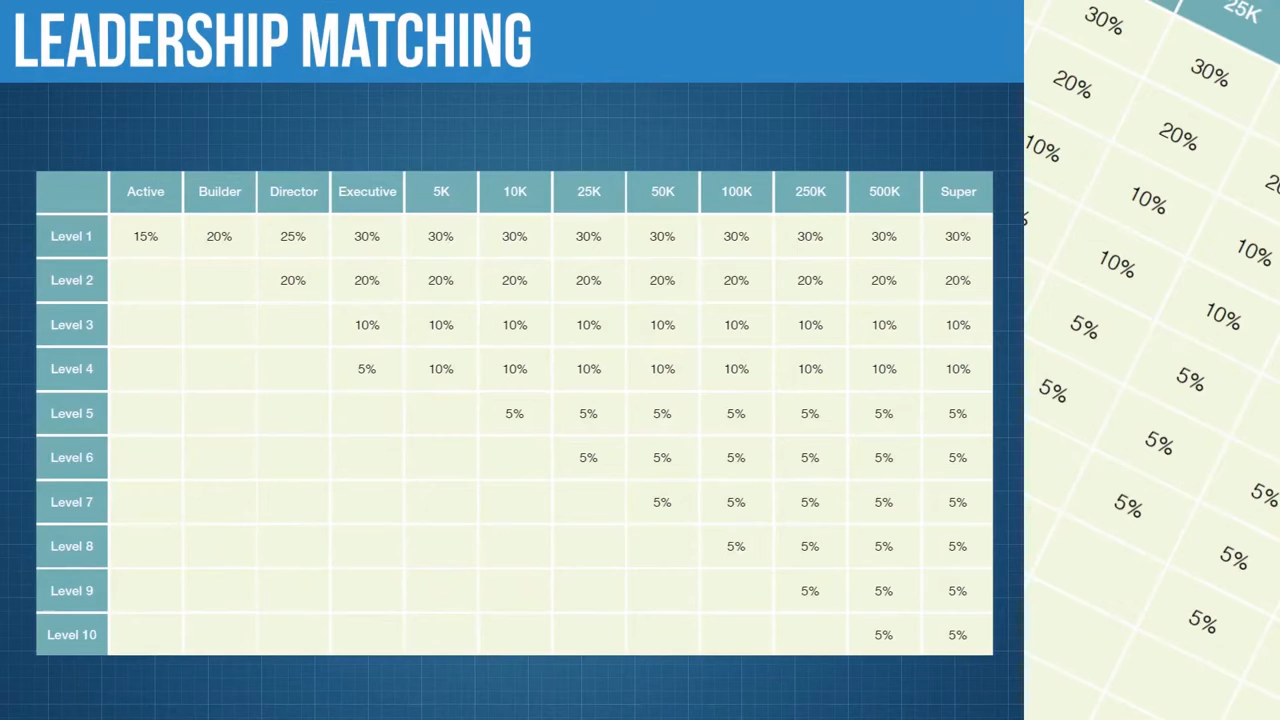 LEADERSHIP MATCHING
Active Builder Director Executive 5K 10K 25K 50K 100K 250K 500K Super
Level 1 15% 20% 25% 30% 30% 30% 30% 30% 30% 30% 30% 30%
Level 2 20% 20% 20% 20% 20% 20% 20% 20% 20% 20%
Level 3 10% 10% 10% 10% 10% 10% 10% 10% 10%
Level 4 5% 10% 10% 10% 10% 10% 10% 10% 10%
Level 5 5% 5% 5% 5% 5% 5% 5%
Level 6 5% 5% 5% 5% 5% 5%
Level 7 5% 5% 5% 5% 5%
Level 8 5% 5% 5% 5%
Level 9 5% 5% 5%
Level 10 5% 5%
25K
30% 30%
20% 20%
10% 10% 10%
10% 10%
5% 5%
5% 5% 5%
5% 5%
5%